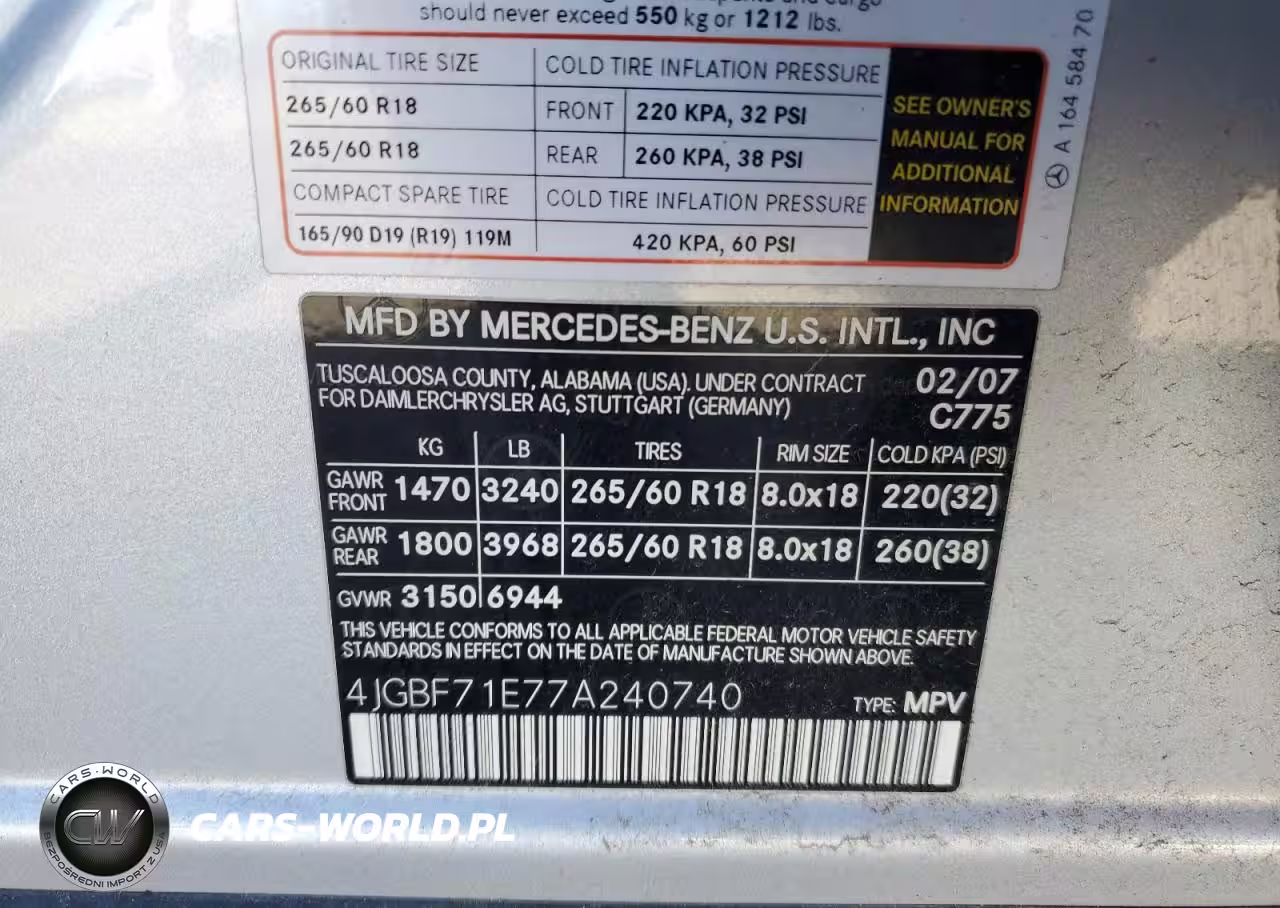 should never exceed 550 kg or 1212 lbs.
ORIGINAL TIRE SIZE COLD TIRE INFLATION PRESSURE
265/60 R18 FRONT 220 KPA, 32 PSI
265/60 R18 REAR 260 KPA, 38 PSI
COMPACT SPARE TIRE COLD TIRE INFLATION PRESSURE
165/90 D19 (R19) 119M 420 KPA, 60 PSI
SEE OWNER'S
MANUAL FOR
ADDITIONAL
INFORMATION
A 164 584 70
MFD BY MERCEDES-BENZ U.S. INTL., INC
TUSCALOOSA COUNTY, ALABAMA (USA). UNDER CONTRACT 02/07
FOR DAIMLERCHRYSLER AG, STUTTGART (GERMANY) C775
KG LB TIRES RIM SIZE COLD KPA (PSI)
GAWR FRONT 1470 3240 265/60 R18 8.0x18 220(32)
GAWR REAR 1800 3968 265/60 R18 8.0x18 260(38)
GVWR 3150 6944
THIS VEHICLE CONFORMS TO ALL APPLICABLE FEDERAL MOTOR VEHICLE SAFETY
STANDARDS IN EFFECT ON THE DATE OF MANUFACTURE SHOWN ABOVE.
4JGBF71E77A240740 TYPE: MPV
CARS-WORLD
CW
BEZPOŚREDNI IMPORT Z USA
CARS-WORLD.PL